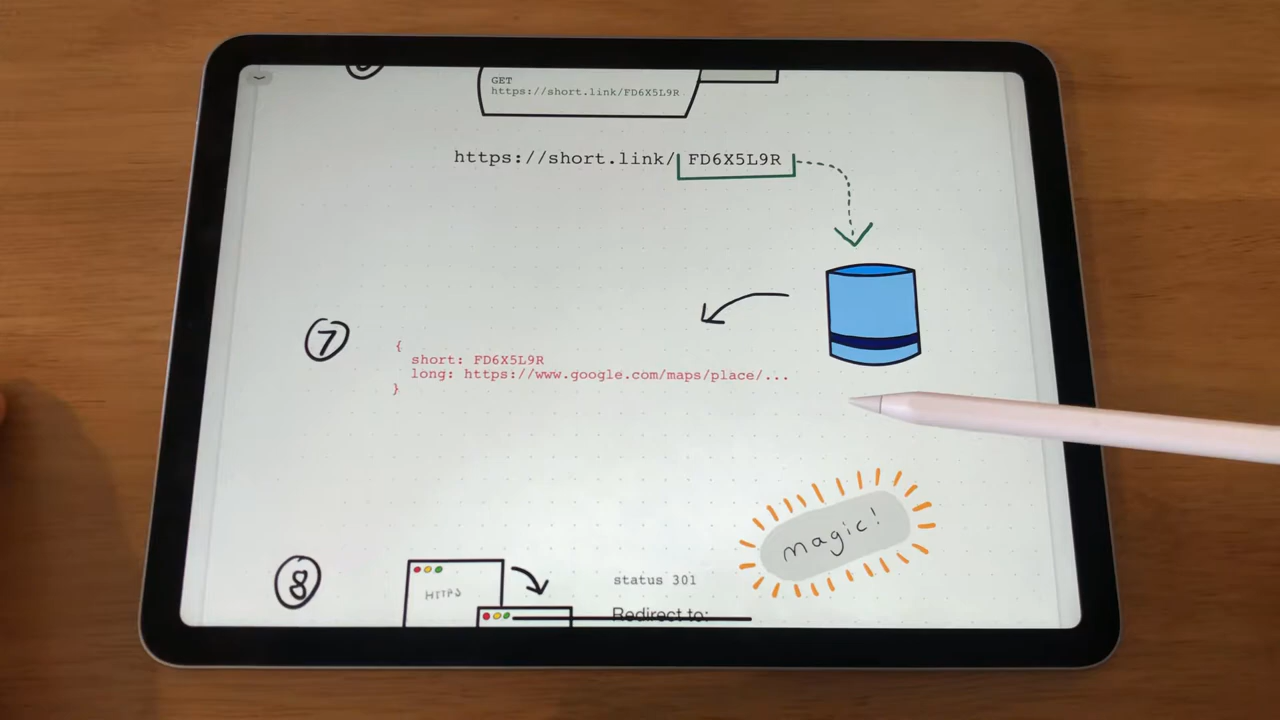 GET
https://short.link/FD6X5L9R
https://short.link/ FD6X5L9R
7
{
short: FD6X5L9R
long: https://www.google.com/maps/place/...
}
magic!
8
HTTPS
status 301
Redirect to: